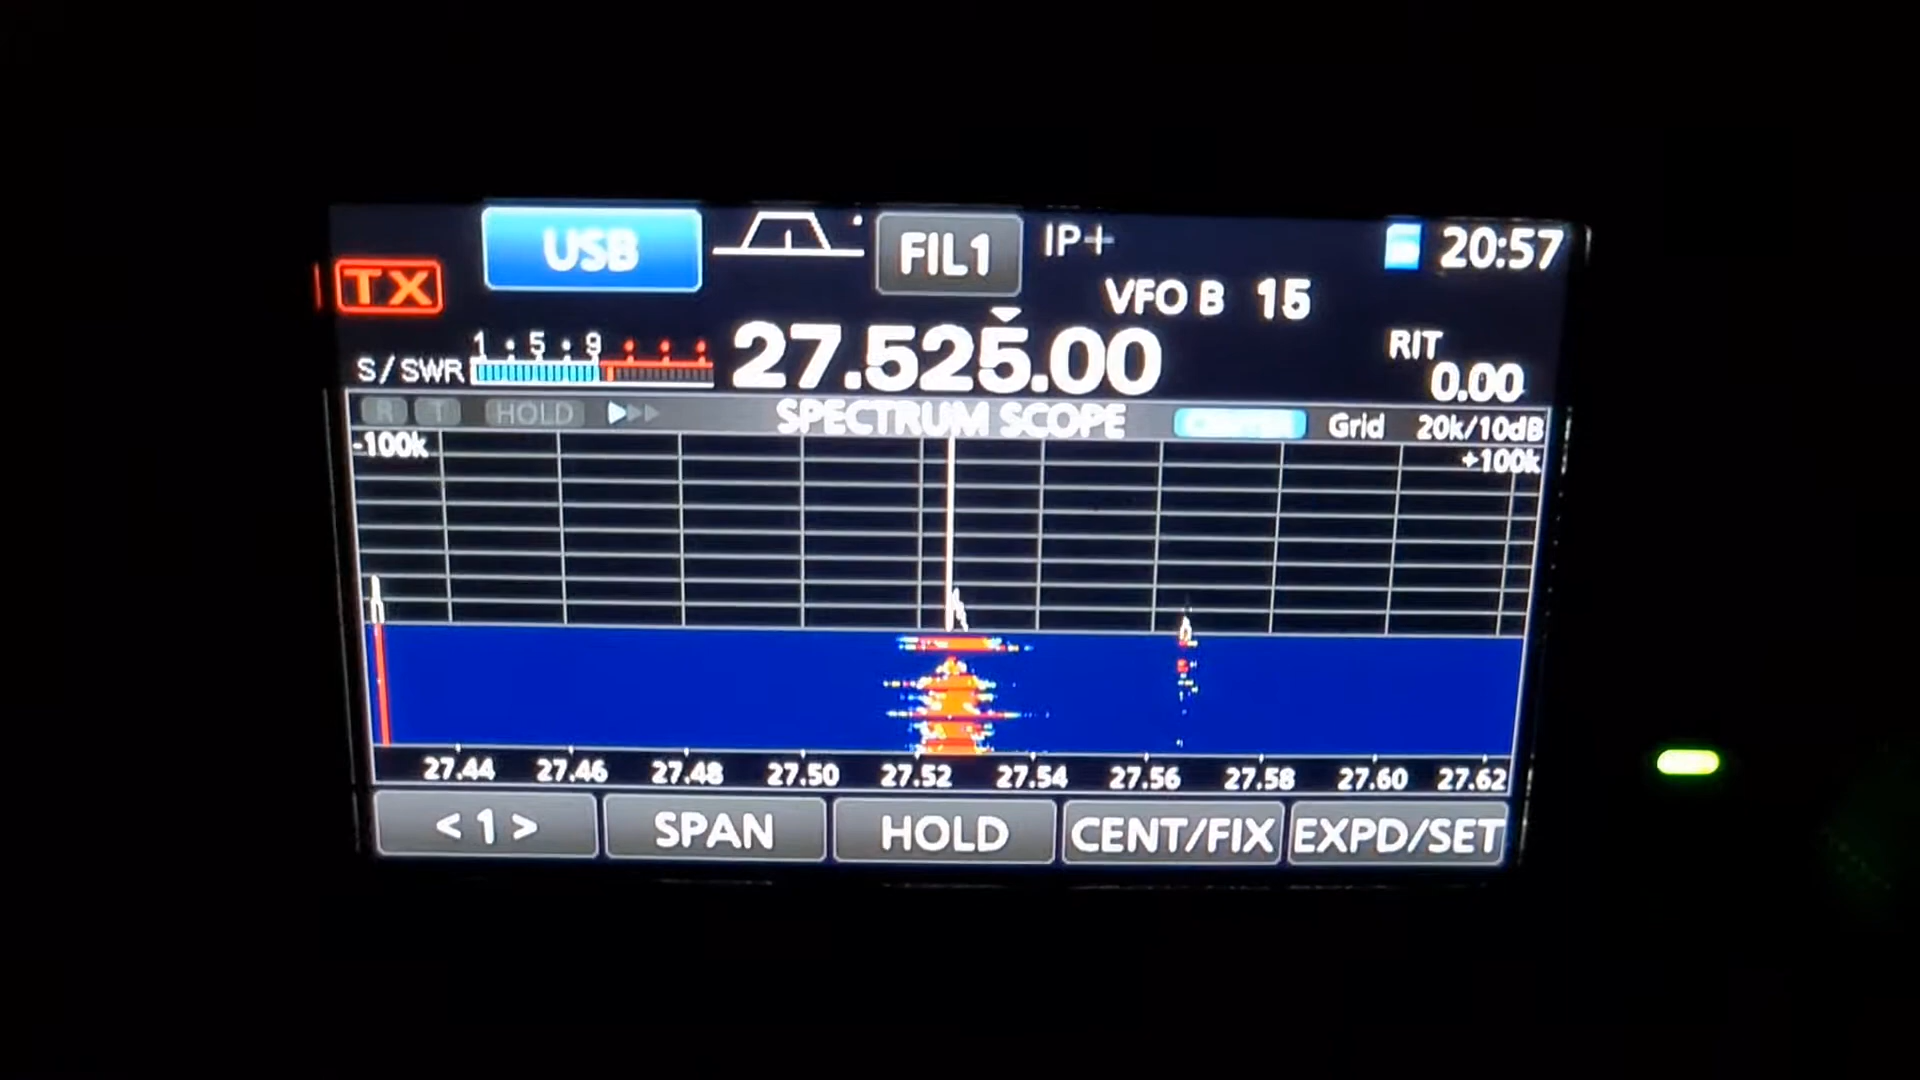 USB FIL1 IP+ 20:57
TX VFO B 15
1 • 5 • 9
S/SWR 27.525.00 RIT
0.00
R T HOLD SPECTRUM SCOPE Grid 20k/10dB
-100k +100k
27.44 27.46 27.48 27.50 27.52 27.54 27.56 27.58 27.60 27.62
<1> SPAN HOLD CENT/FIX EXPD/SET